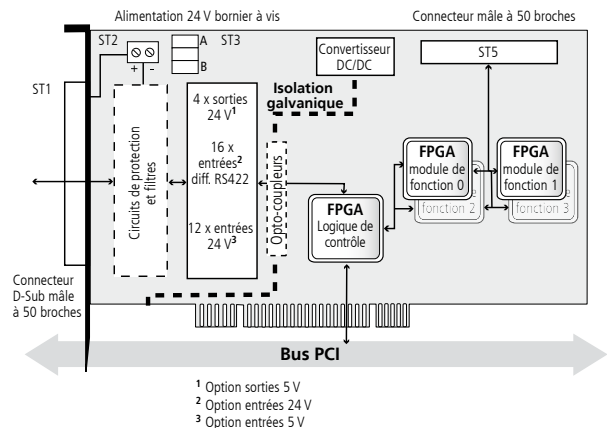 Alimentation 24 V bornier à vis
Connecteur mâle à 50 broches
ST2
A
ST3
B
+ -
ST1
Convertisseur
DC/DC
ST5
Isolation
galvanique
Circuits de protection
et filtres
4 x sorties
24 V1
16 x
entrées2
diff. RS422
12 x entrées
24 V3
Opto-coupleurs
FPGA
Logique de
contrôle
FPGA
module de
fonction 0
fonction 2
FPGA
module de
fonction 1
fonction 3
Connecteur
D-Sub mâle
à 50 broches
Bus PCI
1 Option sorties 5 V
2 Option entrées 24 V
3 Option entrées 5 V